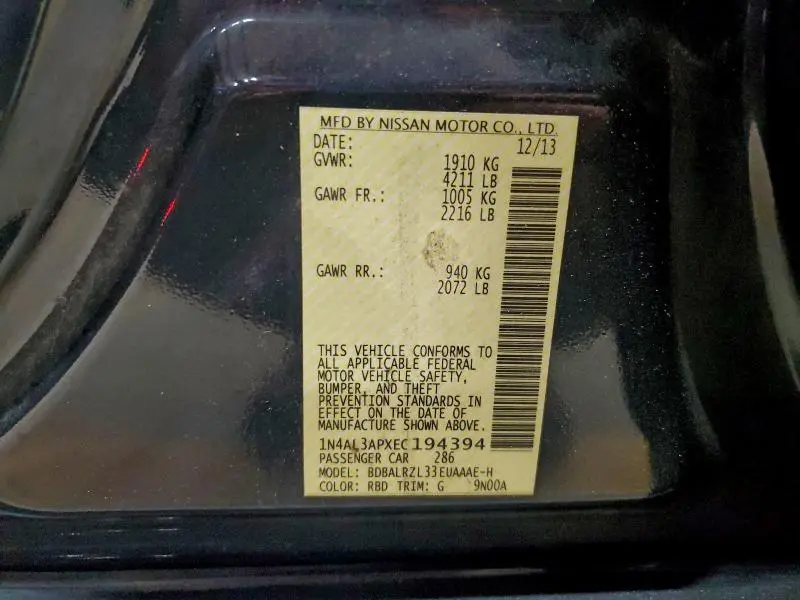 MFD BY NISSAN MOTOR CO., LTD.
DATE: 12/13
GVWR: 1910 KG
4211 LB
GAWR FR.: 1005 KG
2216 LB
GAWR RR.: 940 KG
2072 LB
THIS VEHICLE CONFORMS TO
ALL APPLICABLE FEDERAL
MOTOR VEHICLE SAFETY,
BUMPER, AND THEFT
PREVENTION STANDARDS IN
EFFECT ON THE DATE OF
MANUFACTURE SHOWN ABOVE.
1N4AL3APXEC194394
PASSENGER CAR 286
MODEL: BDBALRZL33EUAAAE-H
COLOR: RBD TRIM: G 9N00A